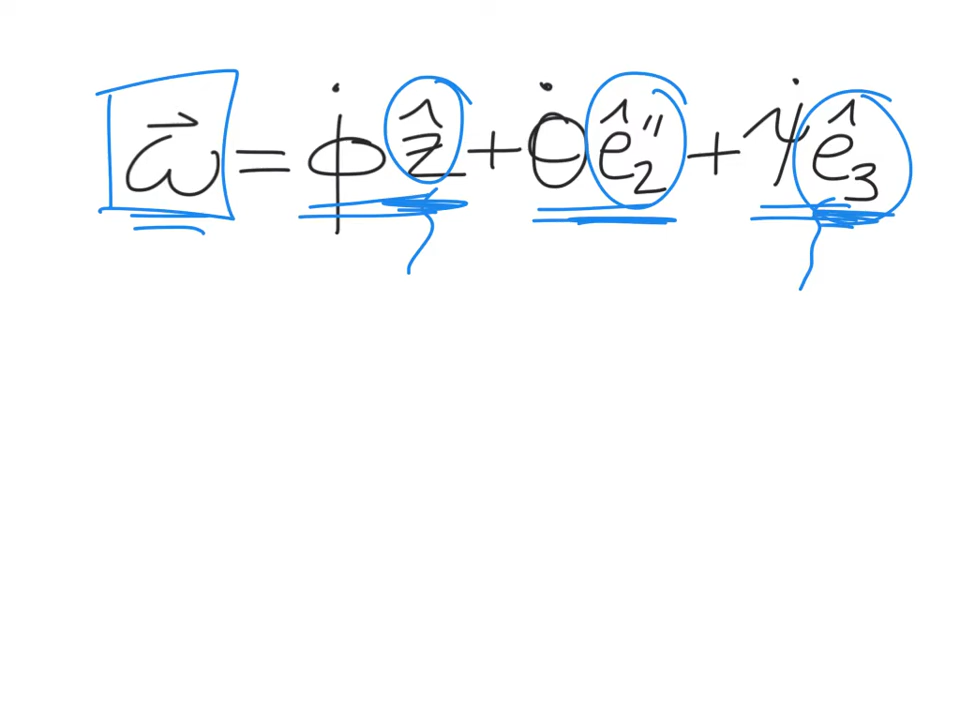 ω⃗ = φ̇ ẑ + θ̇ ê₂″ + ψ̇ ê₃